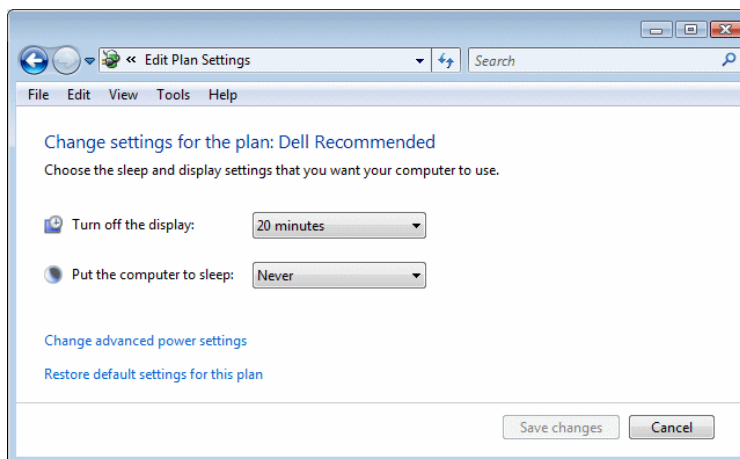 « Edit Plan Settings Search
File Edit View Tools Help
Change settings for the plan: Dell Recommended
Choose the sleep and display settings that you want your computer to use.
Turn off the display: 20 minutes
Put the computer to sleep: Never
Change advanced power settings
Restore default settings for this plan
Save changes Cancel